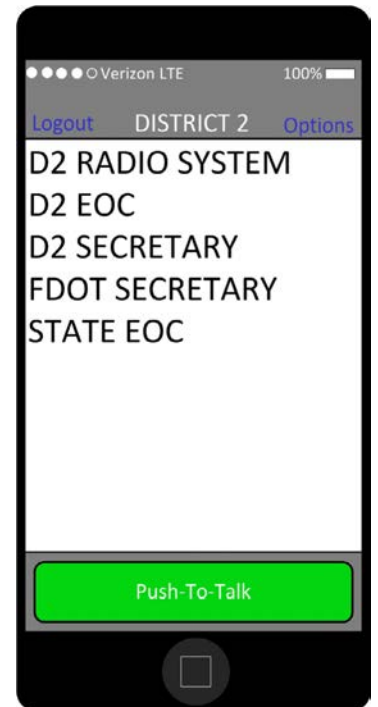 Verizon LTE 100%
Logout DISTRICT 2 Options
D2 RADIO SYSTEM
D2 EOC
D2 SECRETARY
FDOT SECRETARY
STATE EOC
Push-To-Talk